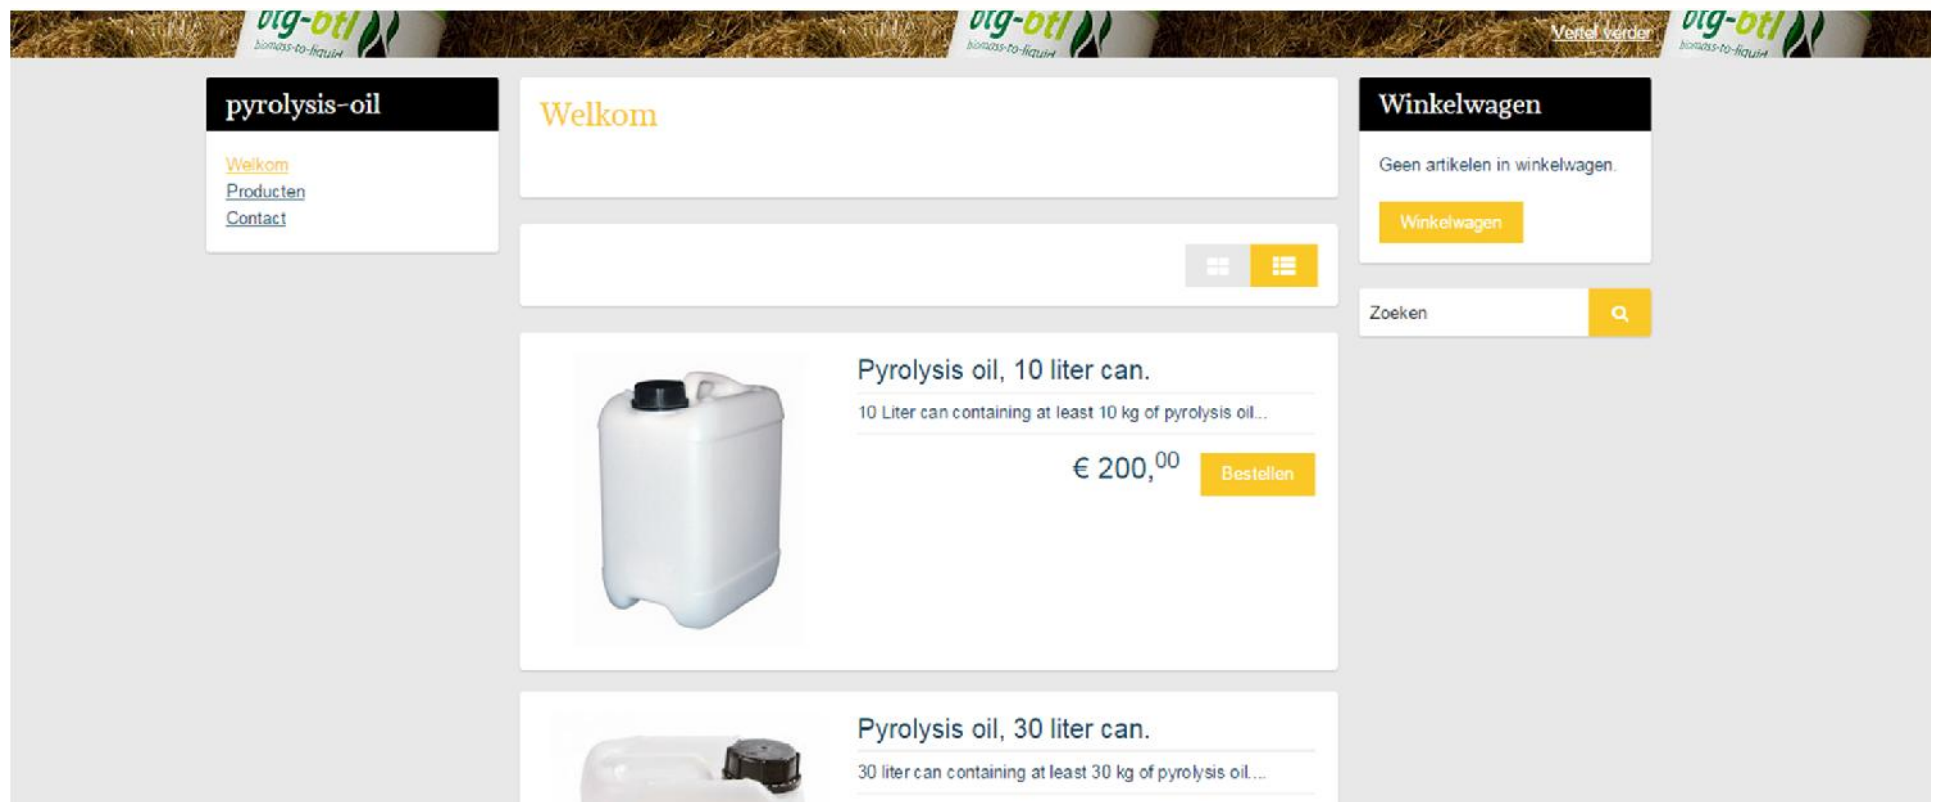 btg-btl
biomass-to-liquid
btg-btl
biomass-to-liquid
Vertel verder
btg-btl
biomass-to-liquid
pyrolysis-oil
Welkom
Producten
Contact
Welkom
Winkelwagen
Geen artikelen in winkelwagen.
Winkelwagen
Zoeken
Pyrolysis oil, 10 liter can.
10 Liter can containing at least 10 kg of pyrolysis oil...
€ 200,00
Bestellen
Pyrolysis oil, 30 liter can.
30 liter can containing at least 30 kg of pyrolysis oil....